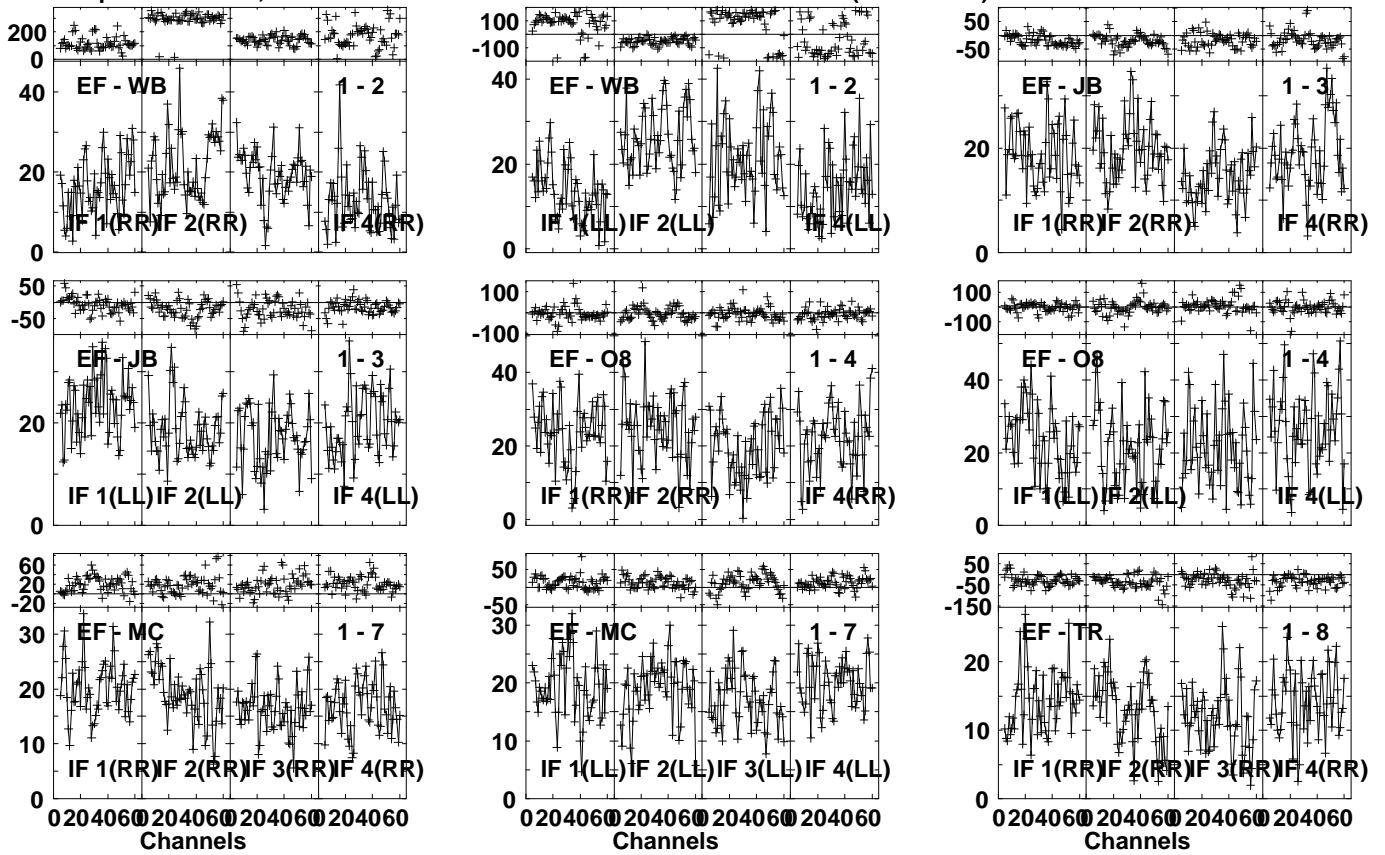 200
0
EF - WB 1 - 2
40
20
0
IF 1(RR) IF 2(RR) IF 4(RR)
100
-100
EF - WB 1 - 2
40
20
0
IF 1(LL) IF 2(LL) IF 4(LL)
50
-50
EF - JB 1 - 3
20
0
IF 1(RR) IF 2(RR) IF 4(RR)
50
-50
EF - JB 1 - 3
20
0
IF 1(LL) IF 2(LL) IF 4(LL)
100
-100
EF - O8 1 - 4
40
20
0
IF 1(RR) IF 2(RR) IF 4(RR)
100
-100
EF - O8 1 - 4
40
20
0
IF 1(LL) IF 2(LL) IF 4(LL)
60
20
-20
EF - MC 1 - 7
30
20
10
0
IF 1(RR) IF 2(RR) IF 3(RR) IF 4(RR)
0 20 40 60 0 20 40 60 0 20 40 60 0 20 40 60
Channels
50
-50
EF - MC 1 - 7
30
20
10
0
IF 1(LL) IF 2(LL) IF 3(LL) IF 4(LL)
0 20 40 60 0 20 40 60 0 20 40 60 0 20 40 60
Channels
50
-50
-150
EF - TR 1 - 8
20
10
0
IF 1(RR) IF 2(RR) IF 3(RR) IF 4(RR)
0 20 40 60 0 20 40 60 0 20 40 60 0 20 40 60
Channels